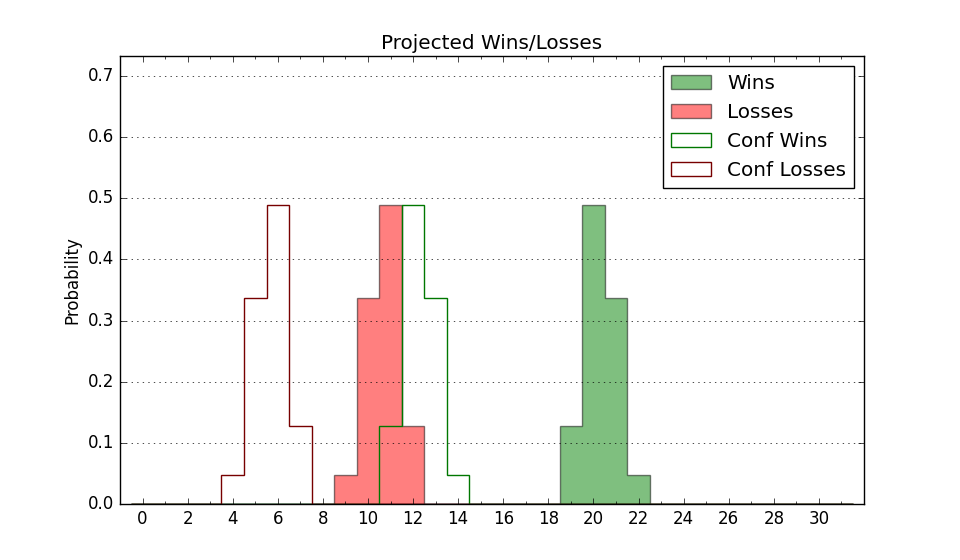 Projected Wins/Losses
Wins
Losses
Conf Wins
Conf Losses
Probability
0.7
0.6
0.5
0.4
0.3
0.2
0.1
0.0
0 2 4 6 8 10 12 14 16 18 20 22 24 26 28 30